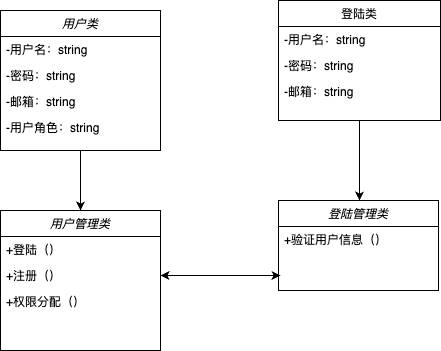 用户类
-用户名：string
-密码：string
-邮箱：string
-用户角色：string
登陆类
-用户名：string
-密码：string
-邮箱：string
用户管理类
+登陆（）
+注册（）
+权限分配（）
登陆管理类
+验证用户信息（）